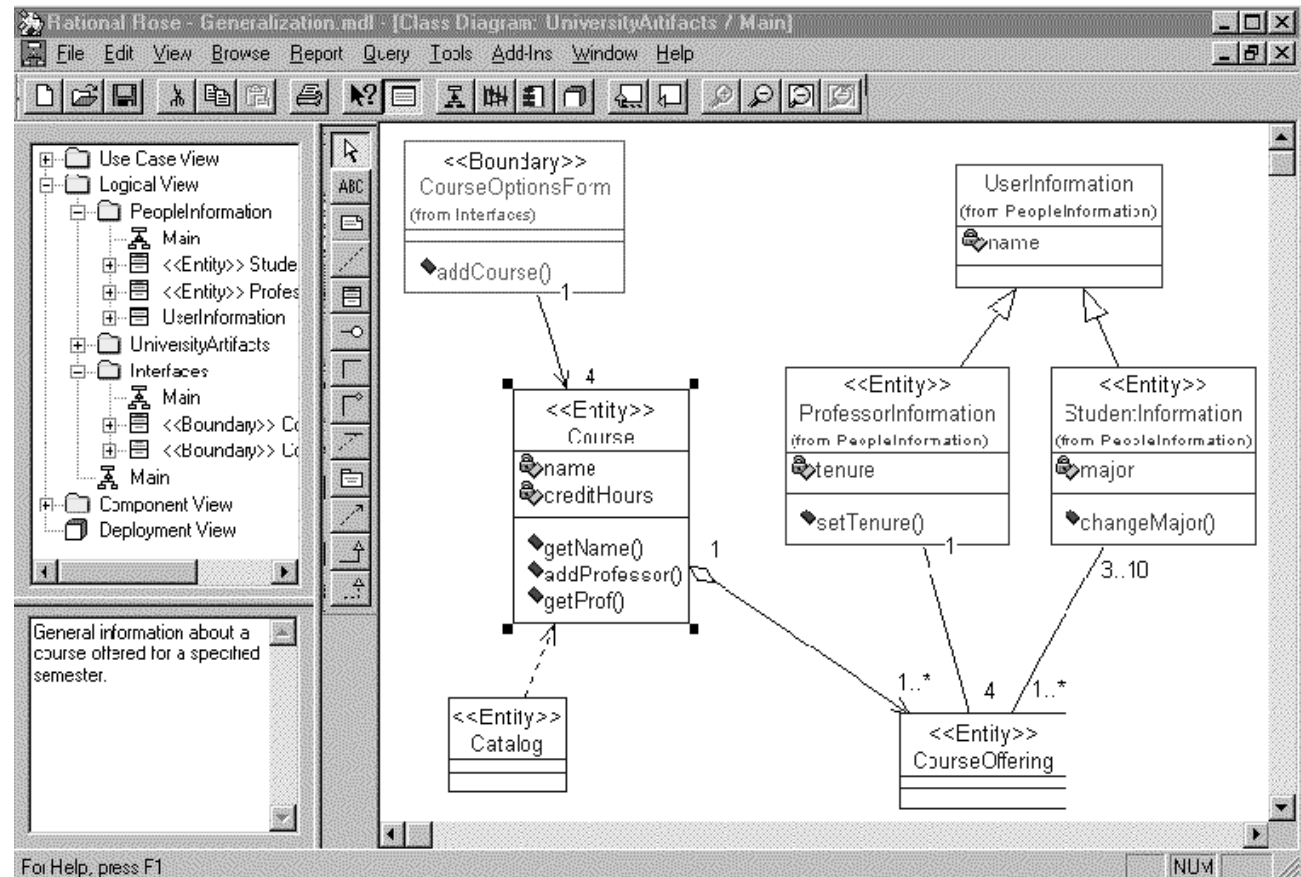 Rational Rose - Generalization.mdl - [Class Diagram: UniversityArtifacts / Main]
File Edit View Browse Report Query Tools Add-Ins Window Help
ABC
Use Case View
Logical View
PeopleInformation
Main
<<Entity>> Stude
<<Entity>> Profes
UserInformation
UniversityArtifacts
Interfaces
Main
<<Boundary>> Co
<<Boundary>> Co
Main
Component View
Deployment View
General information about a
course offered for a specified
semester.
<<Boundary>>
CourseOptionsForm
(from Interfaces)
addCourse()
1
4
<<Entity>>
Course
name
creditHours
getName()
addProfessor()
getProf()
1
1..*
<<Entity>>
Catalog
UserInformation
(from PeopleInformation)
name
<<Entity>>
ProfessorInformation
(from PeopleInformation)
tenure
setTenure()
1
4
<<Entity>>
StudentInformation
(from PeopleInformation)
major
changeMajor()
3..10
1..*
<<Entity>>
CourseOffering
For Help, press F1
NUM